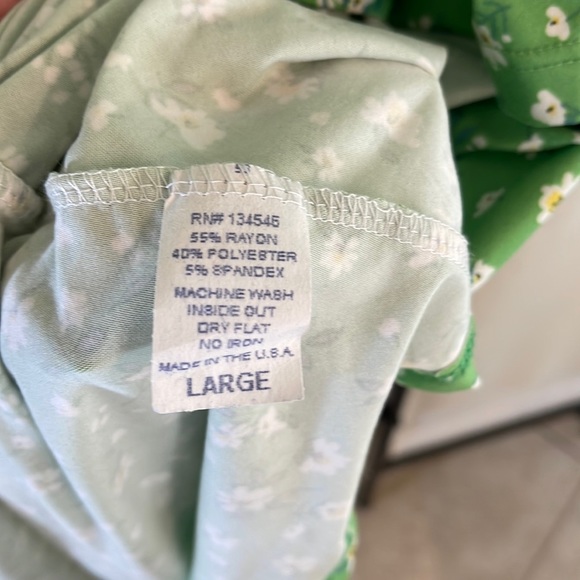 RN# 134546
55% RAYON
40% POLYESTER
5% SPANDEX
MACHINE WASH
INSIDE OUT
DRY FLAT
NO IRON
MADE IN THE U.S.A.
LARGE